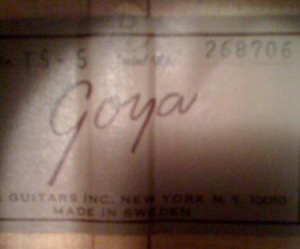 TS-5 268706
Goya
GUITARS INC., NEW YORK, N.Y. 10010
MADE IN SWEDEN